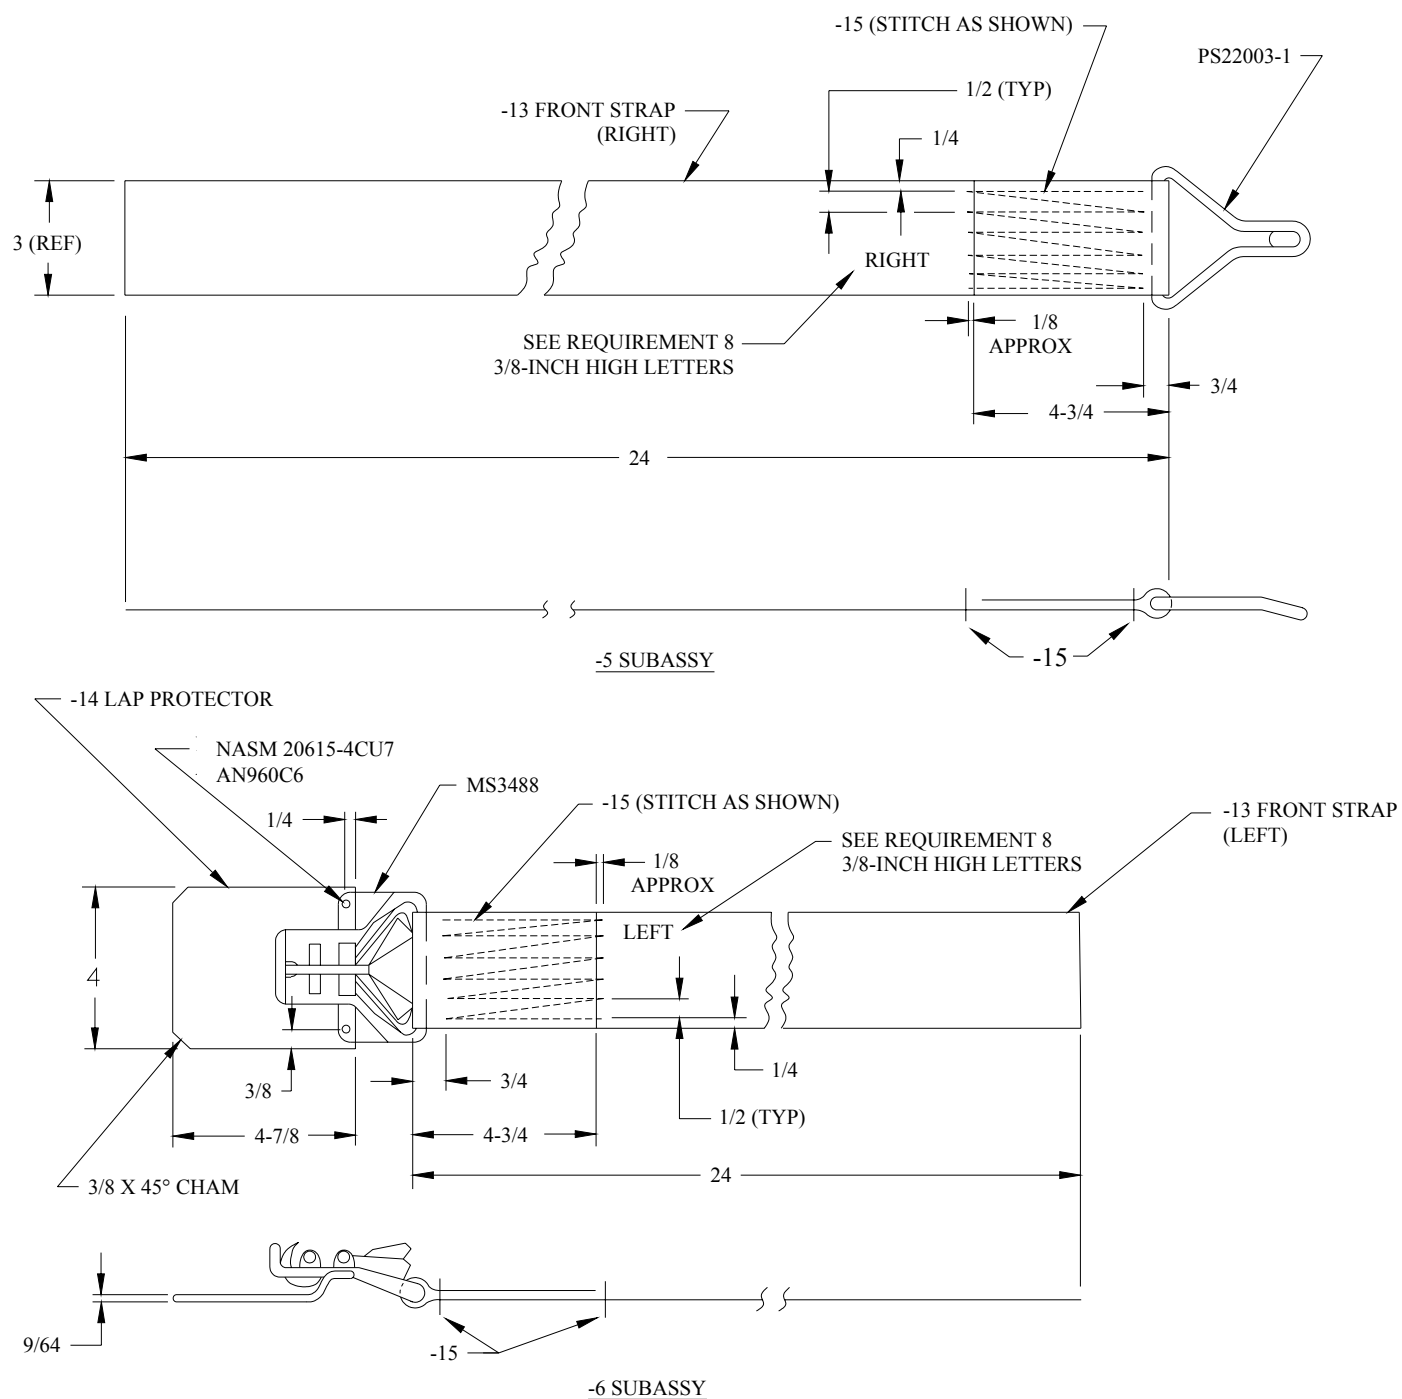 -15 (STITCH AS SHOWN)
PS22003-1
1/2 (TYP)
-13 FRONT STRAP
(RIGHT)
1/4
3 (REF)
RIGHT
SEE REQUIREMENT 8
3/8-INCH HIGH LETTERS
1/8
APPROX
3/4
4-3/4
24
-15
-5 SUBASSY
-14 LAP PROTECTOR
NASM 20615-4CU7
AN960C6
MS3488
-15 (STITCH AS SHOWN)
-13 FRONT STRAP
(LEFT)
1/4
SEE REQUIREMENT 8
3/8-INCH HIGH LETTERS
1/8
APPROX
LEFT
4
3/8
3/4
1/4
1/2 (TYP)
4-7/8
4-3/4
24
3/8 X 45° CHAM
9/64
-15
-6 SUBASSY